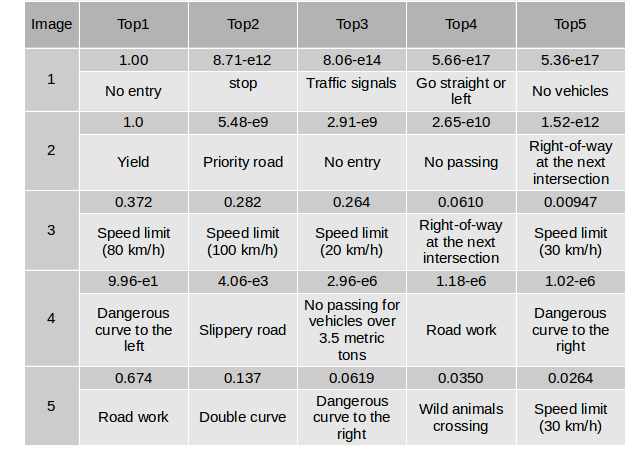 Image Top1 Top2 Top3 Top4 Top5
1
1.00 8.71-e12 8.06-e14 5.66-e17 5.36-e17
No entry
stop
Traffic signals
Go straight or
left
No vehicles
2
1.0 5.48-e9 2.91-e9 2.65-e10 1.52-e12
Yield
Priority road
No entry
No passing
Right-of-way
at the next
intersection
3
0.372 0.282 0.264 0.0610 0.00947
Speed limit
(80 km/h)
Speed limit
(100 km/h)
Speed limit
(20 km/h)
Right-of-way
at the next
intersection
Speed limit
(30 km/h)
4
9.96-e1 4.06-e3 2.96-e6 1.18-e6 1.02-e6
Dangerous
curve to the
left
Slippery road
No passing for
vehicles over
3.5 metric
tons
Road work
Dangerous
curve to the
right
5
0.674 0.137 0.0619 0.0350 0.0264
Road work
Double curve
Dangerous
curve to the
right
Wild animals
crossing
Speed limit
(30 km/h)